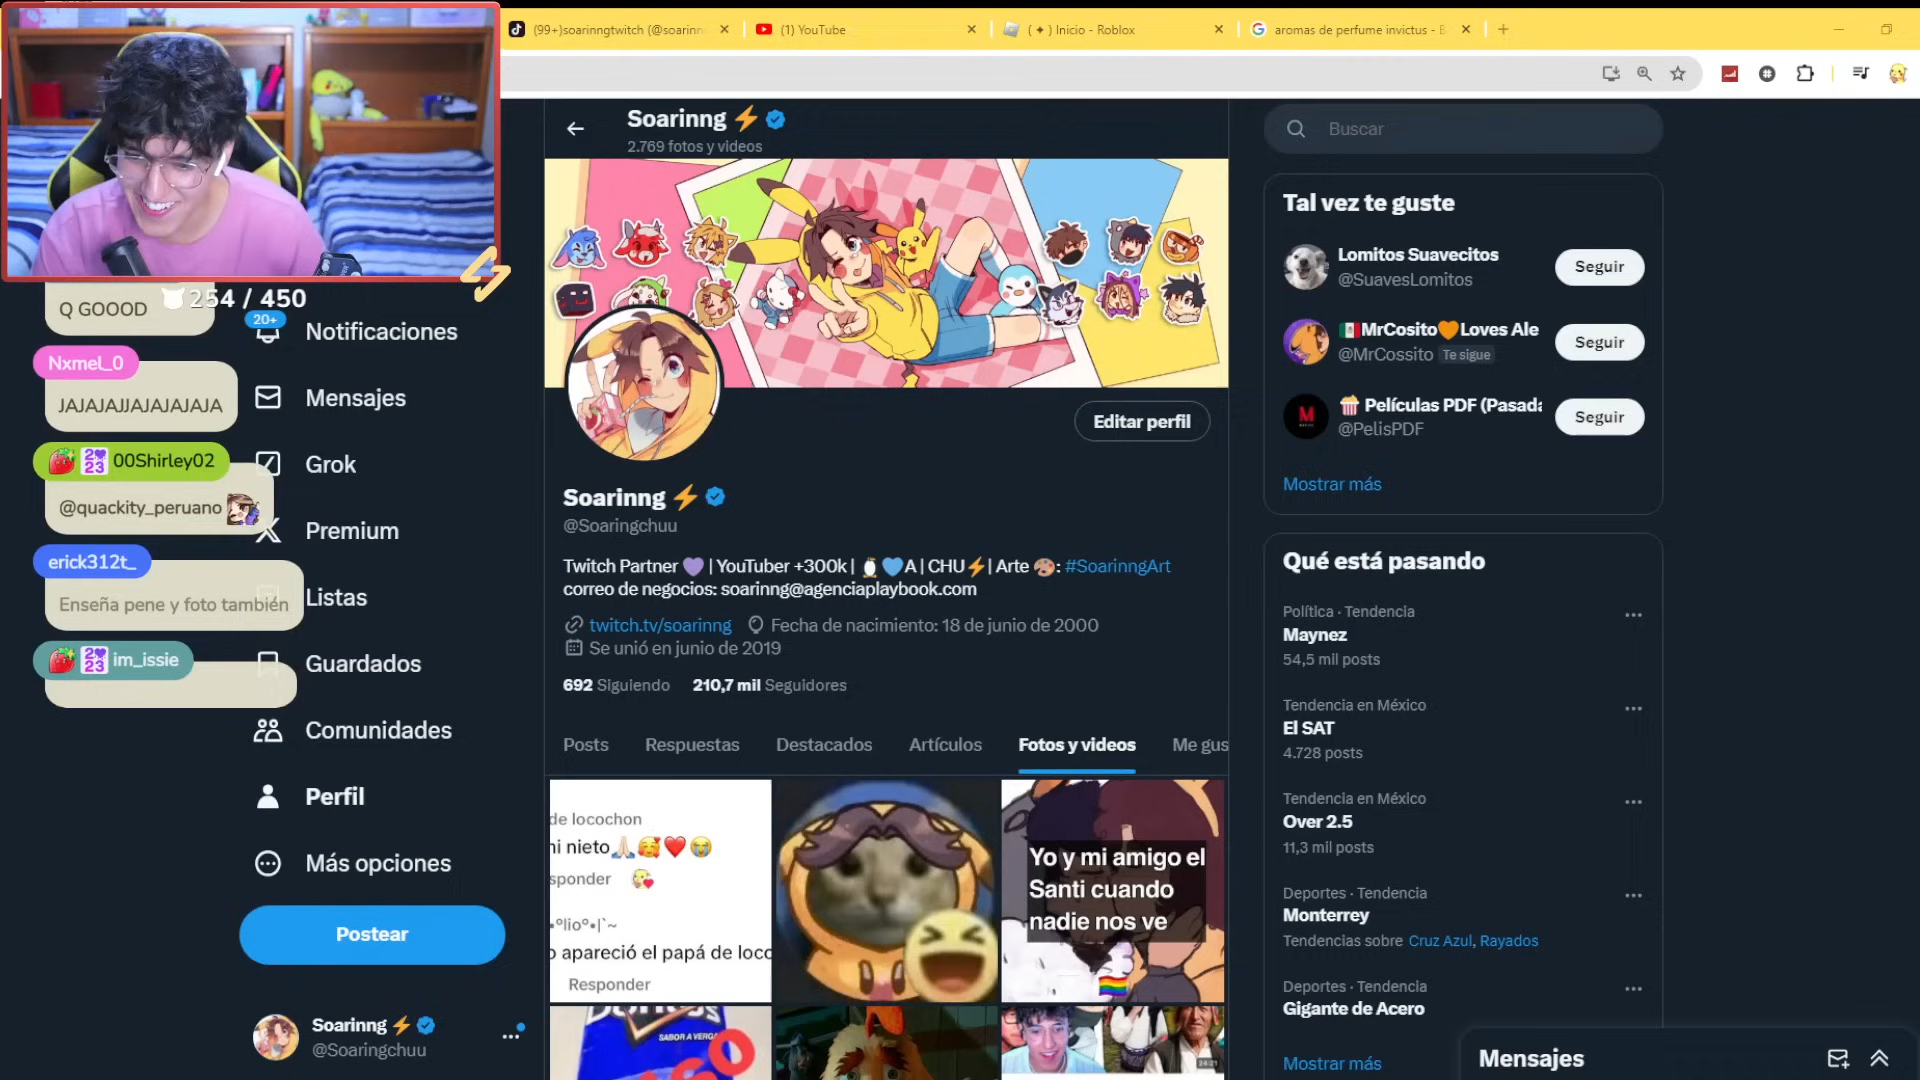 (99+)soarinngtwitch (@soarinn
(1) YouTube
( ✦ ) Inicio - Roblox
aromas de perfume invictus - B
Soarinng ⚡
2.769 fotos y videos
Buscar
Tal vez te guste
Lomitos Suavecitos
@SuavesLomitos
Seguir
🇲🇽MrCosito🧡Loves Ale
@MrCossito Te sigue
Seguir
🍿 Películas PDF (Pasada
@PelisPDF
Seguir
Mostrar más
Q GOOOD
254 / 450
Nxmel_0
JAJAJAJJAJAJAJAJA
00Shirley02
@quackity_peruano
erick312t_
Enseña pene y foto también
im_issie
20+
Notificaciones
Mensajes
Grok
Premium
Listas
Guardados
Comunidades
Perfil
Más opciones
Postear
Soarinng ⚡
@Soaringchuu
Editar perfil
Soarinng ⚡
@Soaringchuu
Twitch Partner 💜 | YouTuber +300k | 🐧💙A | CHU⚡| Arte 🎨: #SoarinngArt
correo de negocios: soarinng@agenciaplaybook.com
twitch.tv/soarinng Fecha de nacimiento: 18 de junio de 2000
Se unió en junio de 2019
692 Siguiendo 210,7 mil Seguidores
Posts Respuestas Destacados Artículos Fotos y videos Me gus
de locochon
ni nieto🙏🏻🥰❤️😭
sponder
•°lio°•|`~
o apareció el papá de loco
Responder
Yo y mi amigo el
Santi cuando
nadie nos ve
SABOR A VERGA
24:21
Qué está pasando
Política · Tendencia
Maynez
54,5 mil posts
Tendencia en México
El SAT
4.728 posts
Tendencia en México
Over 2.5
11,3 mil posts
Deportes · Tendencia
Monterrey
Tendencias sobre Cruz Azul, Rayados
Deportes · Tendencia
Gigante de Acero
Mostrar más
Mensajes